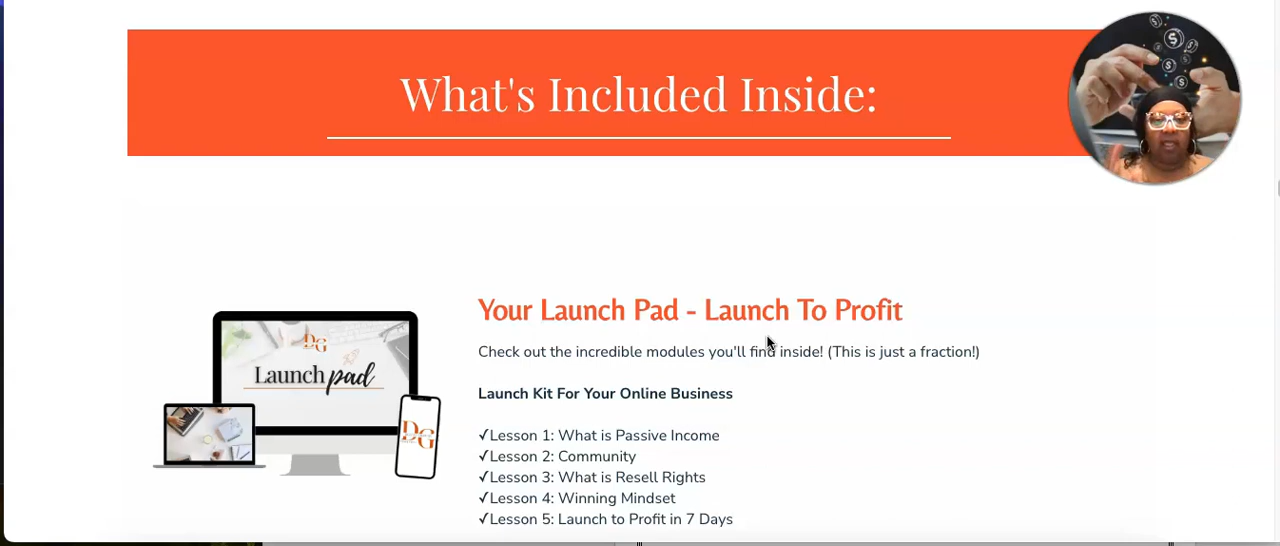 What's Included Inside:
Your Launch Pad - Launch To Profit
Check out the incredible modules you'll find inside! (This is just a fraction!)
DG
Launch pad
Launch Kit For Your Online Business
DG
✓Lesson 1: What is Passive Income
✓Lesson 2: Community
✓Lesson 3: What is Resell Rights
✓Lesson 4: Winning Mindset
✓Lesson 5: Launch to Profit in 7 Days